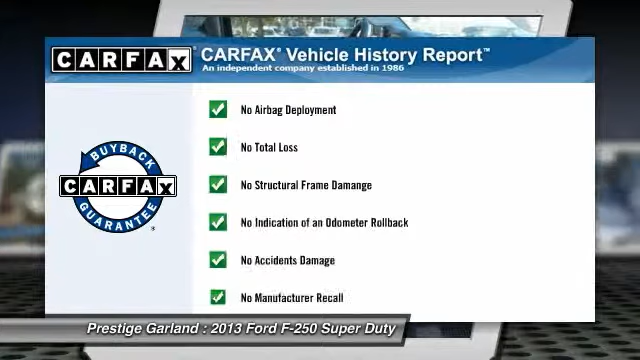 CARFAX
CARFAX® Vehicle History Report™
An independent company established in 1986
No Airbag Deployment
No Total Loss
BUYBACK
CARFAX
GUARANTEE
®
No Structural Frame Damange
No Indication of an Odometer Rollback
No Accidents Damage
No Manufacturer Recall
Prestige Garland : 2013 Ford F-250 Super Duty